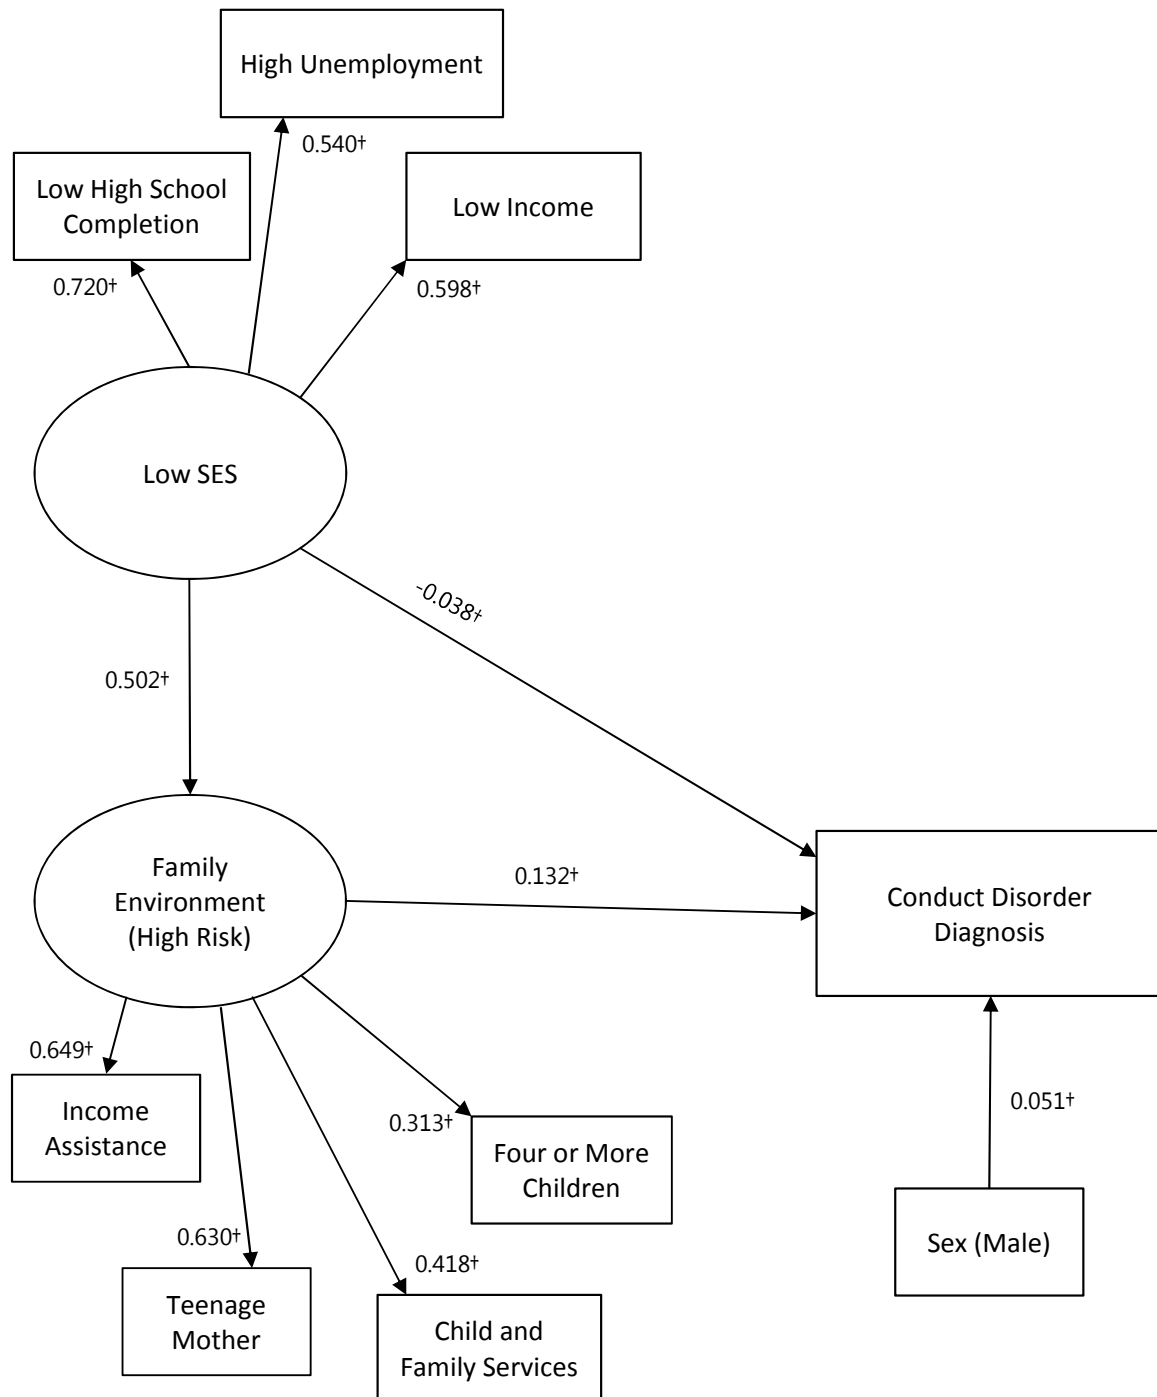 High Unemployment
0.540†
Low High School
Completion
Low Income
0.720†
0.598†
Low SES
-0.038†
0.502†
Family
Environment
(High Risk)
0.132†
Conduct Disorder
Diagnosis
0.649†
Income
Assistance
0.313†
Four or More
Children
0.051†
0.630†
Teenage
Mother
0.418†
Child and
Family Services
Sex (Male)